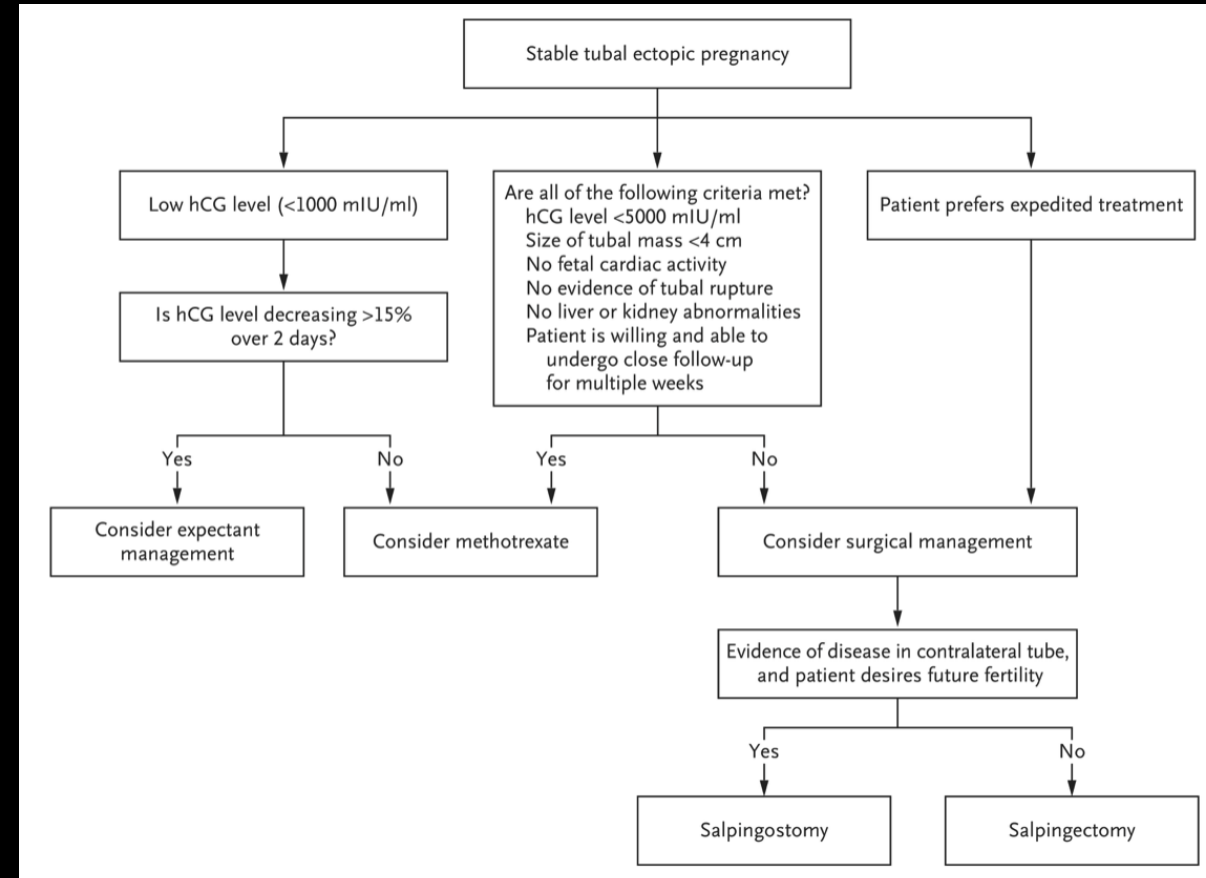 Stable tubal ectopic pregnancy
Low hCG level (<1000 mIU/ml)
Is hCG level decreasing >15%
over 2 days?
Are all of the following criteria met?
hCG level <5000 mIU/ml
Size of tubal mass <4 cm
No fetal cardiac activity
No evidence of tubal rupture
No liver or kidney abnormalities
Patient is willing and able to
undergo close follow-up
for multiple weeks
Patient prefers expedited treatment
Yes
No
Yes
No
Consider expectant
management
Consider methotrexate
Consider surgical management
Evidence of disease in contralateral tube,
and patient desires future fertility
Yes
No
Salpingostomy
Salpingectomy